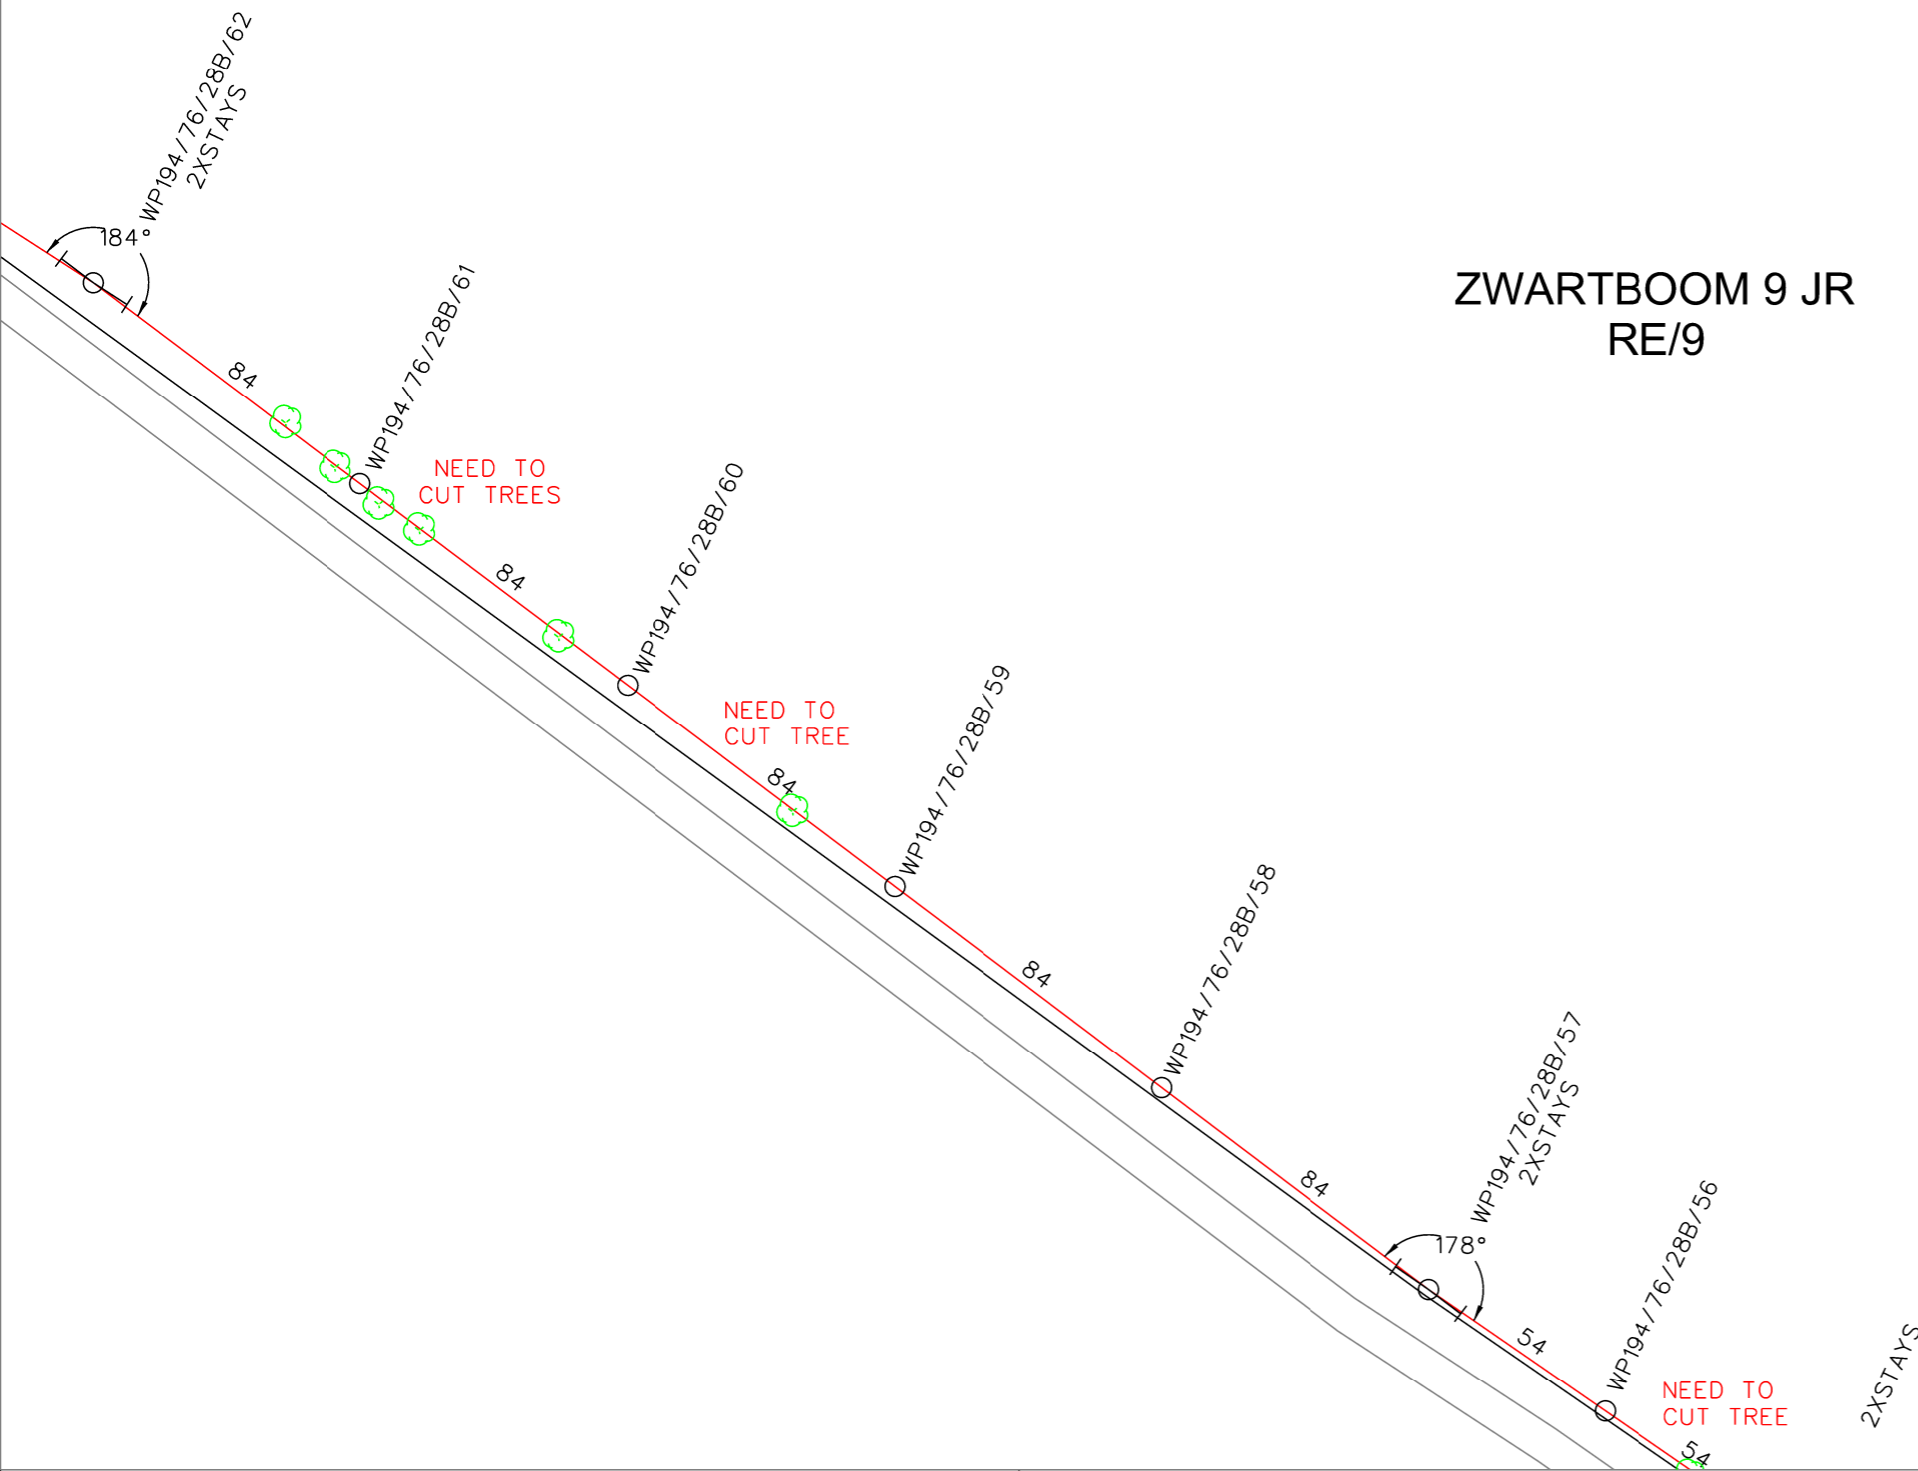 WP194/76/28B/62
2XSTAYS
184°
ZWARTBOOM 9 JR
RE/9
84
WP194/76/28B/61
NEED TO
CUT TREES
84
WP194/76/28B/60
NEED TO
CUT TREE
84
WP194/76/28B/59
84
WP194/76/28B/58
84
WP194/76/28B/57
2XSTAYS
178°
54
WP194/76/28B/56
NEED TO
CUT TREE
2XSTAYS
54